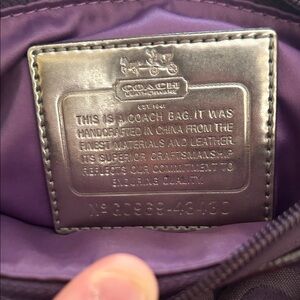 COACH
EST. 1941
THIS IS A COACH BAG. IT WAS
HANDCRAFTED IN CHINA FROM THE
FINEST MATERIALS AND LEATHER.
ITS SUPERIOR CRAFTSMANSHIP
REFLECTS OUR COMMITMENT TO
ENDURING QUALITY.